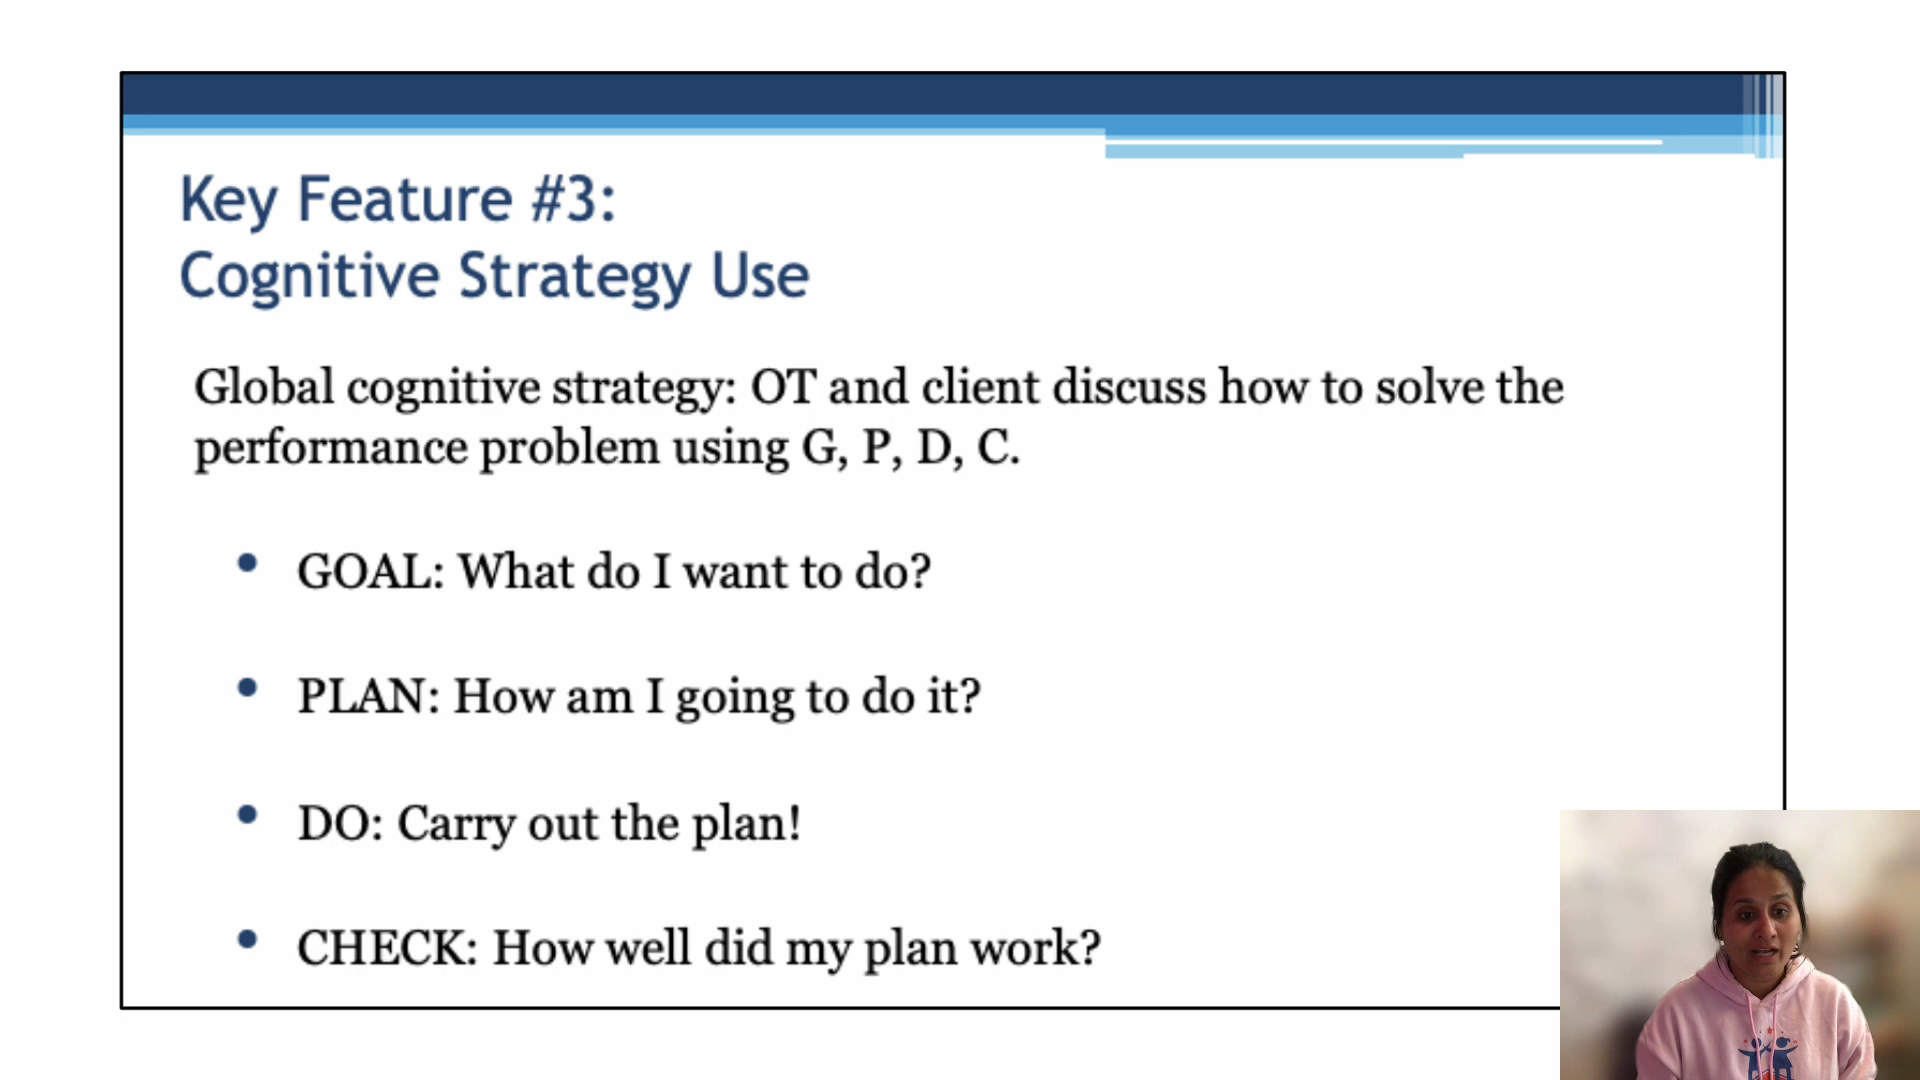 Key Feature #3:
Cognitive Strategy Use
Global cognitive strategy: OT and client discuss how to solve the
performance problem using G, P, D, C.
• GOAL: What do I want to do?
• PLAN: How am I going to do it?
• DO: Carry out the plan!
• CHECK: How well did my plan work?